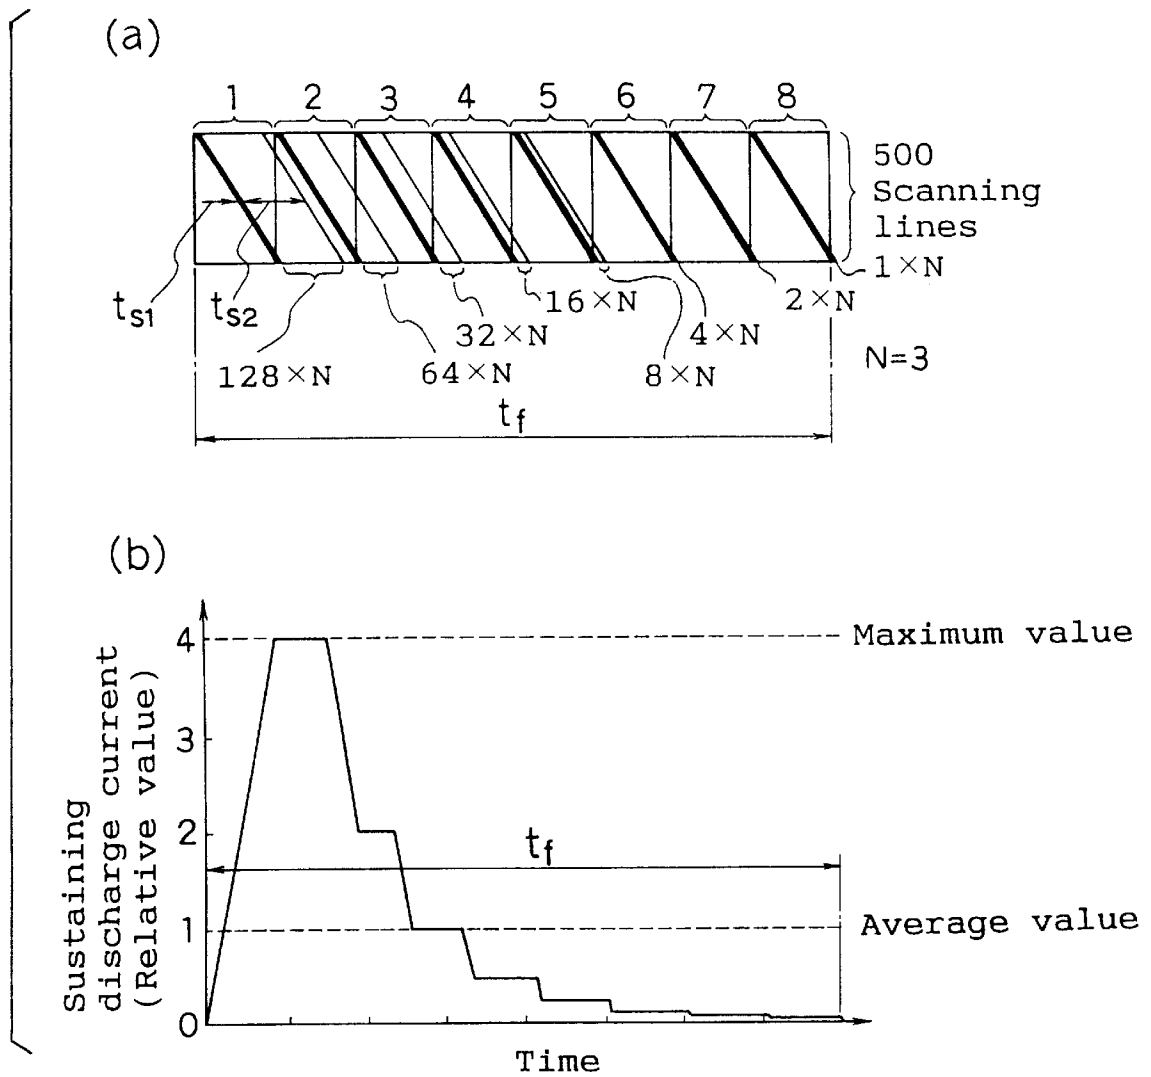 (a)
1 2 3 4 5 6 7 8
500
Scanning
lines
ts1
ts2
128×N
64×N
32×N
16×N
8×N
4×N
2×N
1×N
N=3
tf
(b)
Sustaining
discharge current
(Relative value)
4
3
2
1
0
Maximum value
tf
Average value
Time